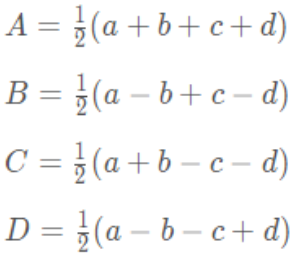 A = ½(a + b + c + d)
B = ½(a − b + c − d)
C = ½(a + b − c − d)
D = ½(a − b − c + d)